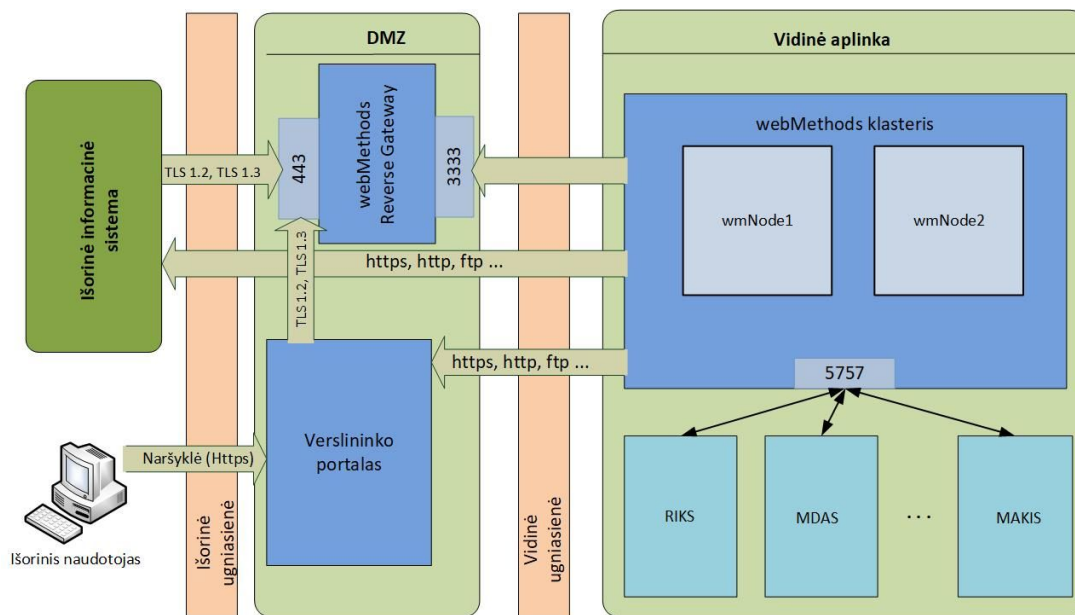 DMZ
Vidinė aplinka
webMethods
Reverse Gateway
443
3333
TLS 1.2, TLS 1.3
Išorinė informacinė
sistema
webMethods klasteris
wmNode1
wmNode2
TLS 1.2, TLS 1.3
https, http, ftp ...
https, http, ftp ...
5757
Verslininko
portalas
Naršyklė (Https)
Išorinis naudotojas
Išorinė
ugniasienė
Vidinė
ugniasienė
RIKS
MDAS
...
MAKIS